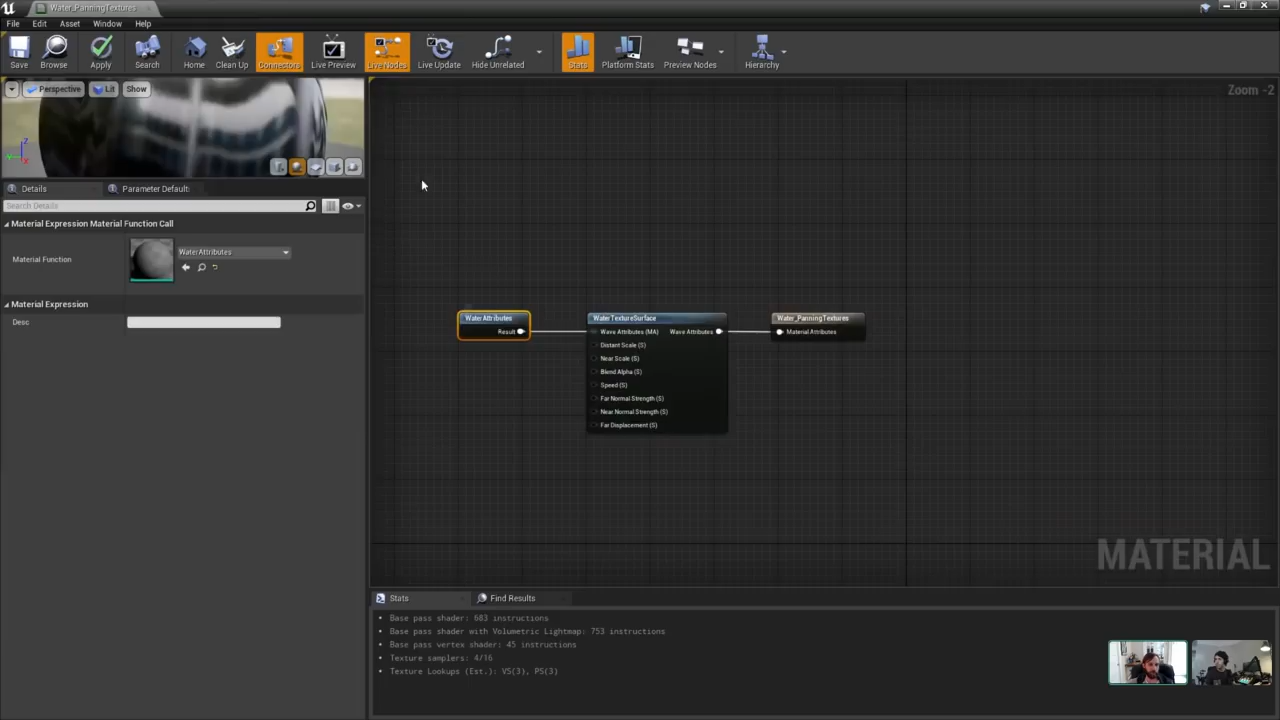 Water_PanningTextures
File Edit Asset Window Help
Save Browse Apply Search Home Clean Up Connectors Live Preview Live Nodes Live Update Hide Unrelated Stats Platform Stats Preview Nodes Hierarchy
Perspective Lit Show
Zoom -2
Details Parameter Default:
Search Details
Material Expression Material Function Call
Material Function WaterAttributes
Material Expression
Desc
WaterAttributes
Result
WaterTextureSurface
Wave Attributes (MA) Wave Attributes
Distant Scale (S)
Near Scale (S)
Blend Alpha (S)
Speed (S)
Far Normal Strength (S)
Near Normal Strength (S)
Far Displacement (S)
Water_PanningTextures
Material Attributes
MATERIAL
Stats Find Results
Base pass shader: 683 instructions
Base pass shader with Volumetric Lightmap: 753 instructions
Base pass vertex shader: 45 instructions
Texture samplers: 4/16
Texture Lookups (Est.): VS(3), PS(3)